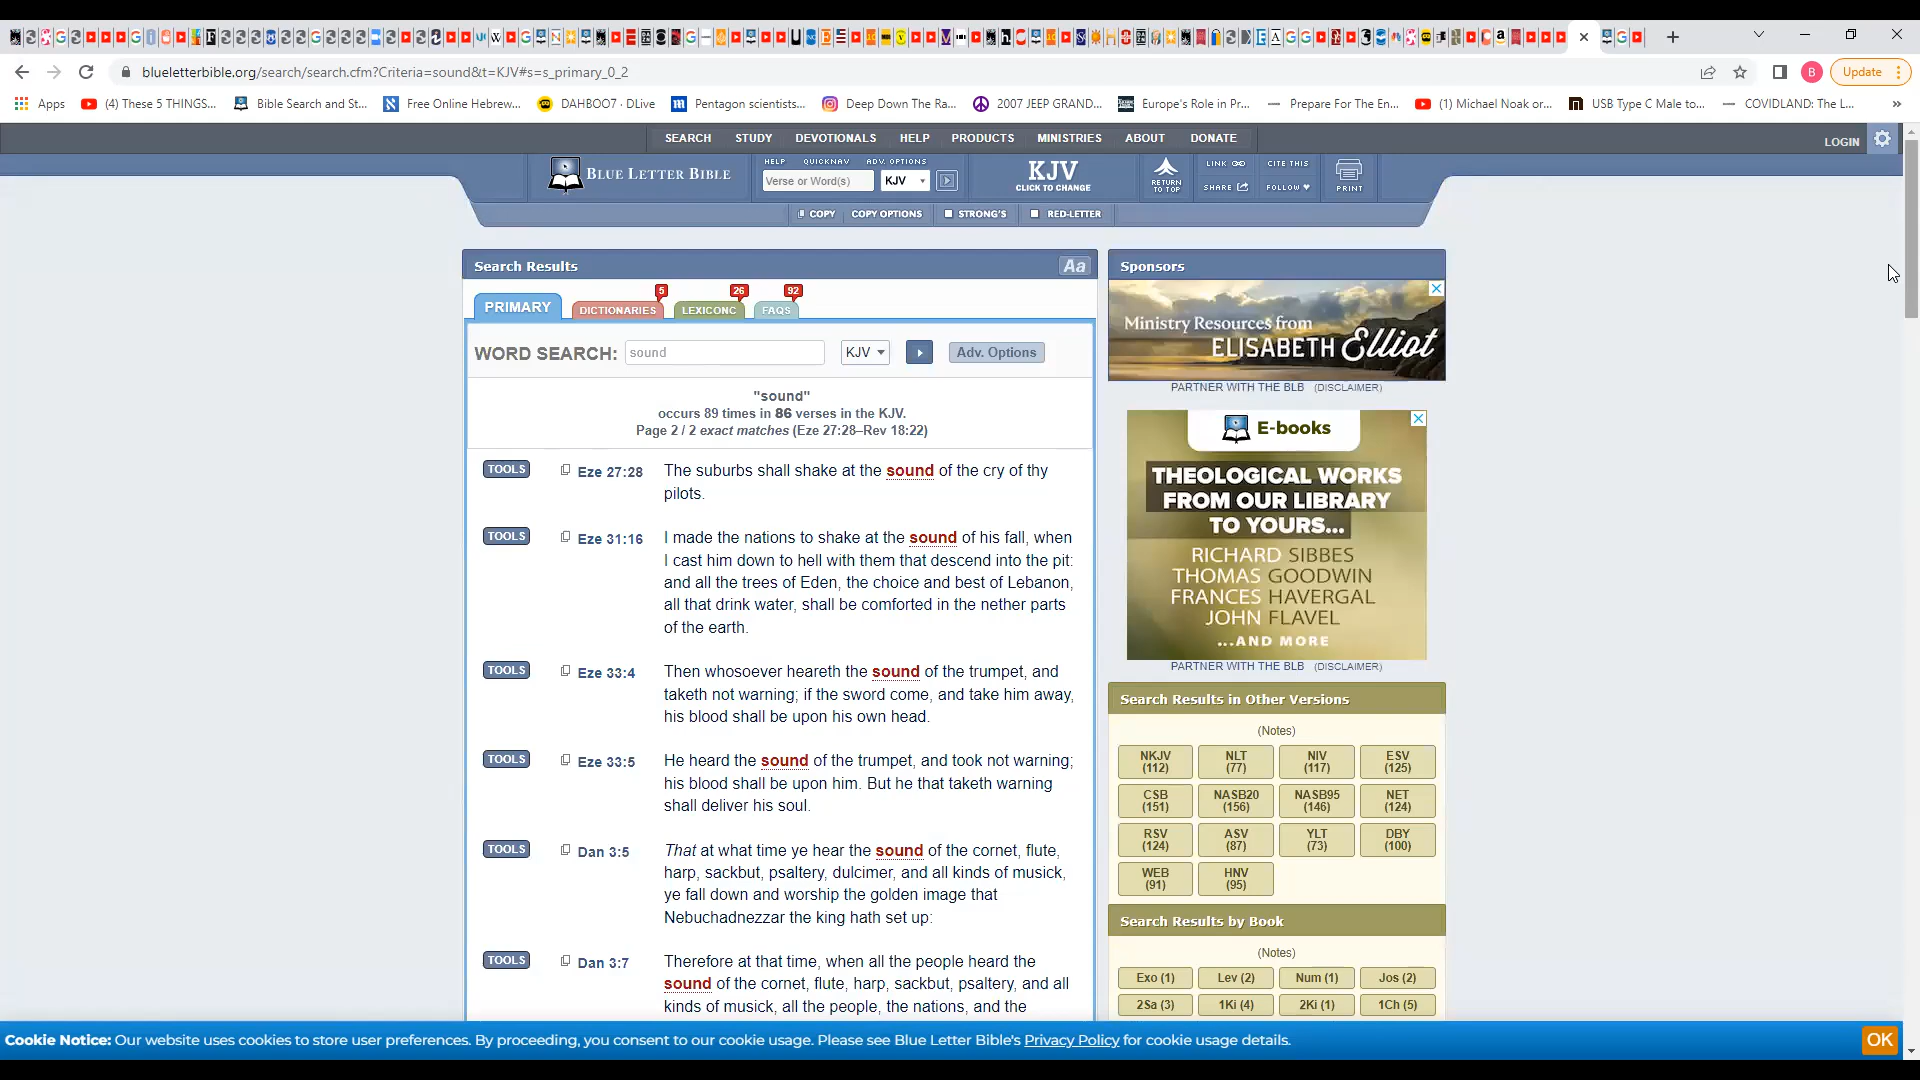 blueletterbible.org/search/search.cfm?Criteria=sound&t=KJV#s=s_primary_0_2
B
Update
Apps
(4) These 5 THINGS...
Bible Search and St...
Free Online Hebrew...
DAHBOO7 - DLive
Pentagon scientists...
Deep Down The Ra...
2007 JEEP GRAND...
Europe's Role in Pr...
Prepare For The En...
(1) Michael Noak or...
USB Type C Male to...
COVIDLAND: The L...
»
SEARCH
STUDY
DEVOTIONALS
HELP
PRODUCTS
MINISTRIES
ABOUT
DONATE
LOGIN
BLUE LETTER BIBLE
HELP
QUICKNAV
ADV. OPTIONS
Verse or Word(s)
KJV
KJV
CLICK TO CHANGE
RETURN
TO TOP
LINK
SHARE
CITE THIS
FOLLOW
PRINT
COPY
COPY OPTIONS
STRONG'S
RED-LETTER
Search Results
Aa
PRIMARY
DICTIONARIES
5
LEXICONC
26
FAQS
92
WORD SEARCH:
sound
KJV
Adv. Options
"sound"
occurs 89 times in 86 verses in the KJV.
Page 2 / 2 exact matches (Eze 27:28–Rev 18:22)
TOOLS
Eze 27:28
The suburbs shall shake at the sound of the cry of thy
pilots.
TOOLS
Eze 31:16
I made the nations to shake at the sound of his fall, when
I cast him down to hell with them that descend into the pit:
and all the trees of Eden, the choice and best of Lebanon,
all that drink water, shall be comforted in the nether parts
of the earth.
TOOLS
Eze 33:4
Then whosoever heareth the sound of the trumpet, and
taketh not warning; if the sword come, and take him away,
his blood shall be upon his own head.
TOOLS
Eze 33:5
He heard the sound of the trumpet, and took not warning;
his blood shall be upon him. But he that taketh warning
shall deliver his soul.
TOOLS
Dan 3:5
That at what time ye hear the sound of the cornet, flute,
harp, sackbut, psaltery, dulcimer, and all kinds of musick,
ye fall down and worship the golden image that
Nebuchadnezzar the king hath set up:
TOOLS
Dan 3:7
Therefore at that time, when all the people heard the
sound of the cornet, flute, harp, sackbut, psaltery, and all
kinds of musick, all the people, the nations, and the
Sponsors
Ministry Resources from
ELISABETH Elliot
PARTNER WITH THE BLB (DISCLAIMER)
E-books
THEOLOGICAL WORKS
FROM OUR LIBRARY
TO YOURS...
RICHARD SIBBES
THOMAS GOODWIN
FRANCES HAVERGAL
JOHN FLAVEL
...AND MORE
PARTNER WITH THE BLB (DISCLAIMER)
Search Results in Other Versions
(Notes)
NKJV
(112)
NLT
(77)
NIV
(117)
ESV
(125)
CSB
(151)
NASB20
(156)
NASB95
(146)
NET
(124)
RSV
(124)
ASV
(87)
YLT
(73)
DBY
(100)
WEB
(91)
HNV
(95)
Search Results by Book
(Notes)
Exo (1)
Lev (2)
Num (1)
Jos (2)
2Sa (3)
1Ki (4)
2Ki (1)
1Ch (5)
Cookie Notice: Our website uses cookies to store user preferences. By proceeding, you consent to our cookie usage. Please see Blue Letter Bible's Privacy Policy for cookie usage details.
OK